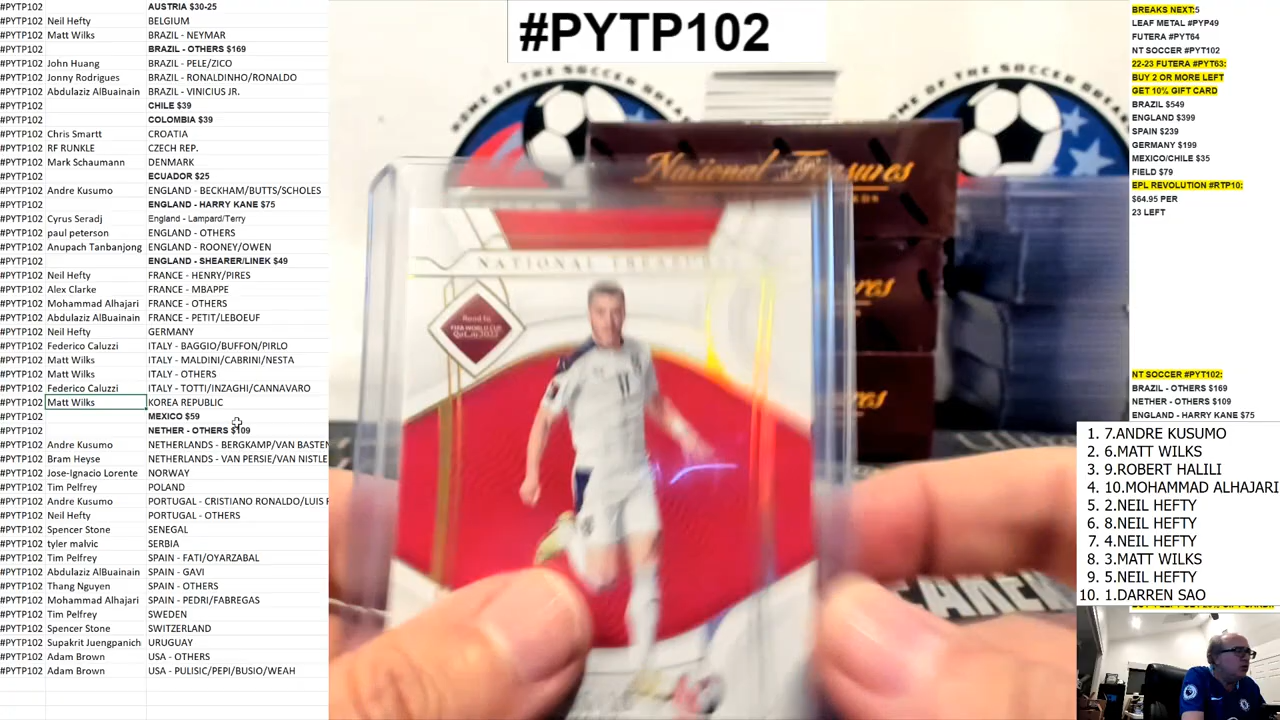 #PYTP102 AUSTRIA $30-25
#PYTP102 Neil Hefty BELGIUM
#PYTP102 Matt Wilks BRAZIL - NEYMAR
#PYTP102 BRAZIL - OTHERS $169
#PYTP102 John Huang BRAZIL - PELE/ZICO
#PYTP102 Jonny Rodrigues BRAZIL - RONALDINHO/RONALDO
#PYTP102 Abdulaziz AlBuainain BRAZIL - VINICIUS JR.
#PYTP102 CHILE $39
#PYTP102 COLOMBIA $39
#PYTP102 Chris Smartt CROATIA
#PYTP102 RF RUNKLE CZECH REP.
#PYTP102 Mark Schaumann DENMARK
#PYTP102 ECUADOR $25
#PYTP102 Andre Kusumo ENGLAND - BECKHAM/BUTTS/SCHOLES
#PYTP102 ENGLAND - HARRY KANE $75
#PYTP102 Cyrus Seradj England - Lampard/Terry
#PYTP102 paul peterson ENGLAND - OTHERS
#PYTP102 Anupach Tanbanjong ENGLAND - ROONEY/OWEN
#PYTP102 ENGLAND - SHEARER/LINEK $49
#PYTP102 Neil Hefty FRANCE - HENRY/PIRES
#PYTP102 Alex Clarke FRANCE - MBAPPE
#PYTP102 Mohammad Alhajari FRANCE - OTHERS
#PYTP102 Abdulaziz AlBuainain FRANCE - PETIT/LEBOEUF
#PYTP102 Neil Hefty GERMANY
#PYTP102 Federico Caluzzi ITALY - BAGGIO/BUFFON/PIRLO
#PYTP102 Matt Wilks ITALY - MALDINI/CABRINI/NESTA
#PYTP102 Matt Wilks ITALY - OTHERS
#PYTP102 Federico Caluzzi ITALY - TOTTI/INZAGHI/CANNAVARO
#PYTP102 Matt Wilks KOREA REPUBLIC
#PYTP102 MEXICO $59
#PYTP102 NETHER - OTHERS $109
#PYTP102 Andre Kusumo NETHERLANDS - BERGKAMP/VAN BASTEN
#PYTP102 Bram Heyse NETHERLANDS - VAN PERSIE/VAN NISTLE
#PYTP102 Jose-Ignacio Lorente NORWAY
#PYTP102 Tim Pelfrey POLAND
#PYTP102 Andre Kusumo PORTUGAL - CRISTIANO RONALDO/LUIS F
#PYTP102 Neil Hefty PORTUGAL - OTHERS
#PYTP102 Spencer Stone SENEGAL
#PYTP102 tyler malvic SERBIA
#PYTP102 Tim Pelfrey SPAIN - FATI/OYARZABAL
#PYTP102 Abdulaziz AlBuainain SPAIN - GAVI
#PYTP102 Thang Nguyen SPAIN - OTHERS
#PYTP102 Mohammad Alhajari SPAIN - PEDRI/FABREGAS
#PYTP102 Tim Pelfrey SWEDEN
#PYTP102 Spencer Stone SWITZERLAND
#PYTP102 Supakrit Juengpanich URUGUAY
#PYTP102 Adam Brown USA - OTHERS
#PYTP102 Adam Brown USA - PULISIC/PEPI/BUSIO/WEAH
#PYTP102
National Treasures
NATIONAL TREASURES
Road to
FIFA WORLD CUP
Qatar 2022
BREAKS NEXT:5
LEAF METAL #PYP49
FUTERA #PYT64
NT SOCCER #PYT102
22-23 FUTERA #PYT63:
BUY 2 OR MORE LEFT
GET 10% GIFT CARD
BRAZIL $549
ENGLAND $399
SPAIN $239
GERMANY $199
MEXICO/CHILE $35
FIELD $79
EPL REVOLUTION #RTP10:
$64.95 PER
23 LEFT
NT SOCCER #PYT102:
BRAZIL - OTHERS $169
NETHER - OTHERS $109
ENGLAND - HARRY KANE $75
1. 7.ANDRE KUSUMO
2. 6.MATT WILKS
3. 9.ROBERT HALILI
4. 10.MOHAMMAD ALHAJARI
5. 2.NEIL HEFTY
6. 8.NEIL HEFTY
7. 4.NEIL HEFTY
8. 3.MATT WILKS
9. 5.NEIL HEFTY
10. 1.DARREN SAO